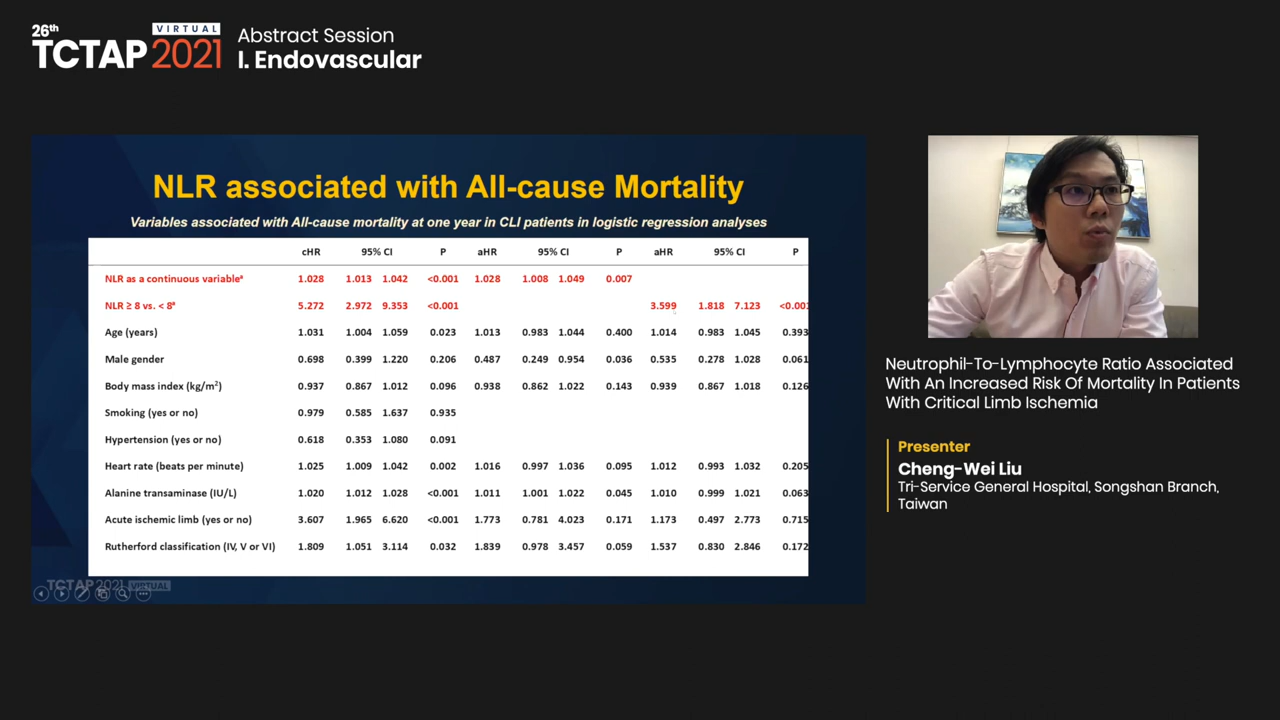 26th
VIRTUAL
TCTAP 2021
Abstract Session
I. Endovascular
NLR associated with All-cause Mortality
Variables associated with All-cause mortality at one year in CLI patients in logistic regression analyses
cHR 95% CI P aHR 95% CI P aHR 95% CI P
NLR as a continuous variableª 1.028 1.013 1.042 <0.001 1.028 1.008 1.049 0.007
NLR ≥ 8 vs. < 8ª 5.272 2.972 9.353 <0.001 3.599 1.818 7.123 <0.001
Age (years) 1.031 1.004 1.059 0.023 1.013 0.983 1.044 0.400 1.014 0.983 1.045 0.393
Male gender 0.698 0.399 1.220 0.206 0.487 0.249 0.954 0.036 0.535 0.278 1.028 0.061
Body mass index (kg/m²) 0.937 0.867 1.012 0.096 0.938 0.862 1.022 0.143 0.939 0.867 1.018 0.126
Smoking (yes or no) 0.979 0.585 1.637 0.935
Hypertension (yes or no) 0.618 0.353 1.080 0.091
Heart rate (beats per minute) 1.025 1.009 1.042 0.002 1.016 0.997 1.036 0.095 1.012 0.993 1.032 0.205
Alanine transaminase (IU/L) 1.020 1.012 1.028 <0.001 1.011 1.001 1.022 0.045 1.010 0.999 1.021 0.063
Acute ischemic limb (yes or no) 3.607 1.965 6.620 <0.001 1.773 0.781 4.023 0.171 1.173 0.497 2.773 0.715
Rutherford classification (IV, V or VI) 1.809 1.051 3.114 0.032 1.839 0.978 3.457 0.059 1.537 0.830 2.846 0.172
TCTAP 2021 VIRTUAL
Neutrophil-To-Lymphocyte Ratio Associated
With An Increased Risk Of Mortality In Patients
With Critical Limb Ischemia
Presenter
Cheng-Wei Liu
Tri-Service General Hospital, Songshan Branch,
Taiwan